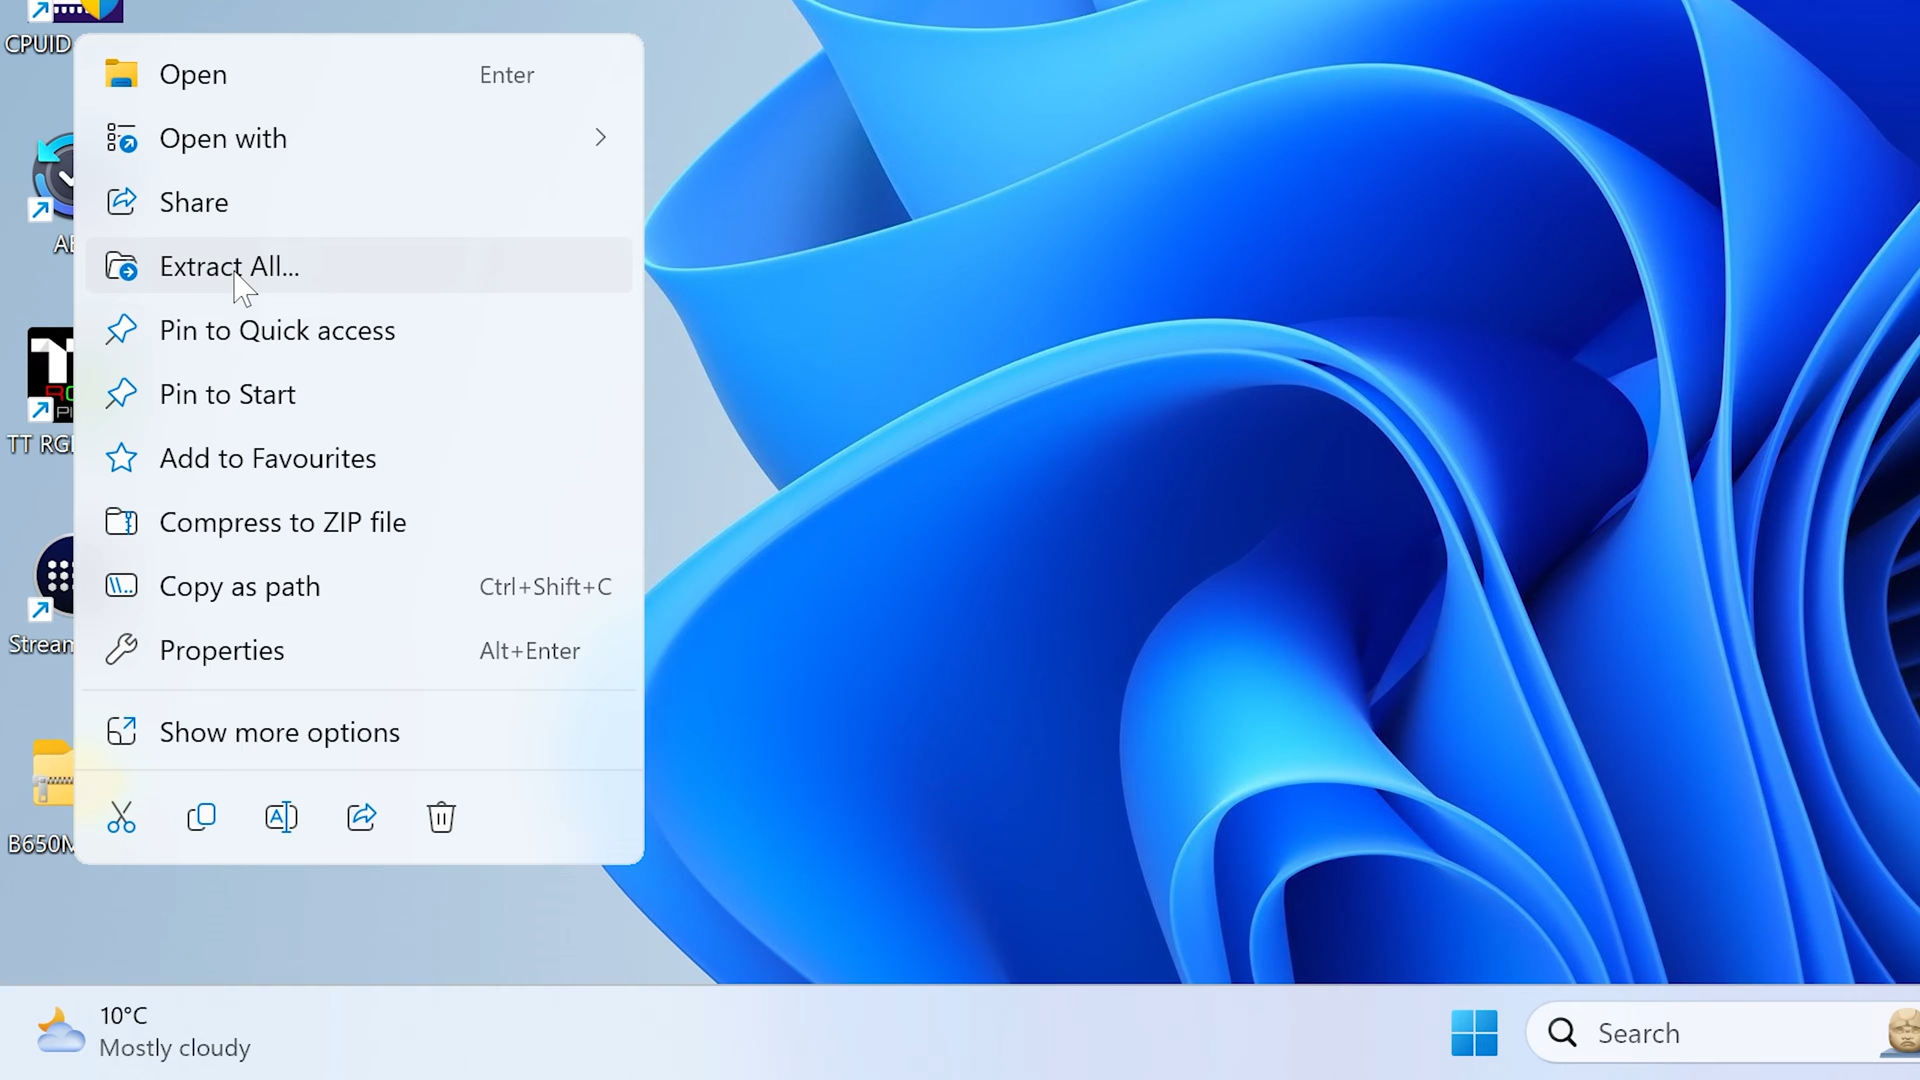 CPUID
Open Enter
Open with
Share
Extract All...
Pin to Quick access
Pin to Start
TT RG
Add to Favourites
Compress to ZIP file
Copy as path Ctrl+Shift+C
Stream
Properties Alt+Enter
Show more options
B650M
10°C
Mostly cloudy
Search